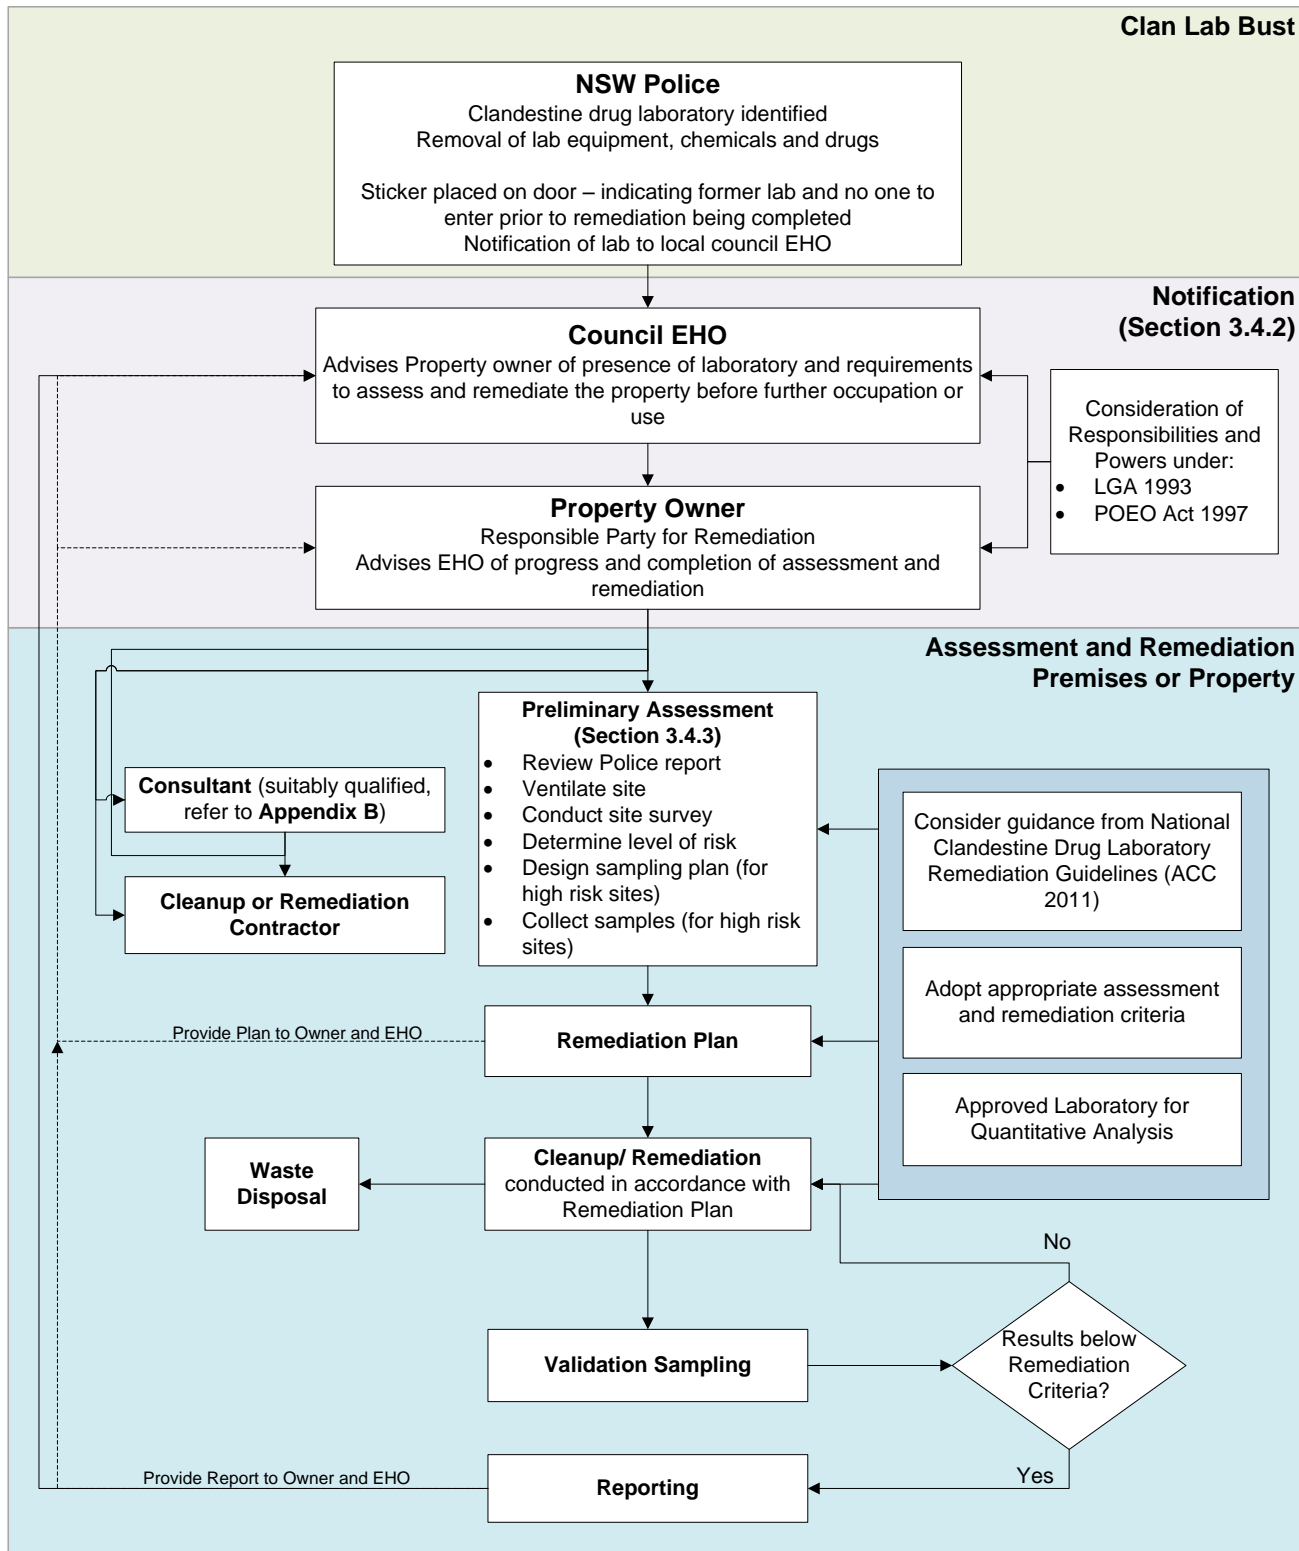 Clan Lab Bust
NSW Police
Clandestine drug laboratory identified
Removal of lab equipment, chemicals and drugs
Sticker placed on door – indicating former lab and no one to
enter prior to remediation being completed
Notification of lab to local council EHO
Notification
(Section 3.4.2)
Council EHO
Advises Property owner of presence of laboratory and requirements
to assess and remediate the property before further occupation or
use
Consideration of
Responsibilities and
Powers under:
• LGA 1993
• POEO Act 1997
Property Owner
Responsible Party for Remediation
Advises EHO of progress and completion of assessment and
remediation
Assessment and Remediation
Premises or Property
Preliminary Assessment
(Section 3.4.3)
• Review Police report
• Ventilate site
• Conduct site survey
• Determine level of risk
• Design sampling plan (for
high risk sites)
• Collect samples (for high risk
sites)
Consultant (suitably qualified,
refer to Appendix B)
Cleanup or Remediation
Contractor
Consider guidance from National
Clandestine Drug Laboratory
Remediation Guidelines (ACC
2011)
Adopt appropriate assessment
and remediation criteria
Approved Laboratory for
Quantitative Analysis
Provide Plan to Owner and EHO
Remediation Plan
Waste
Disposal
Cleanup/ Remediation
conducted in accordance with
Remediation Plan
No
Validation Sampling
Results below
Remediation
Criteria?
Yes
Provide Report to Owner and EHO
Reporting